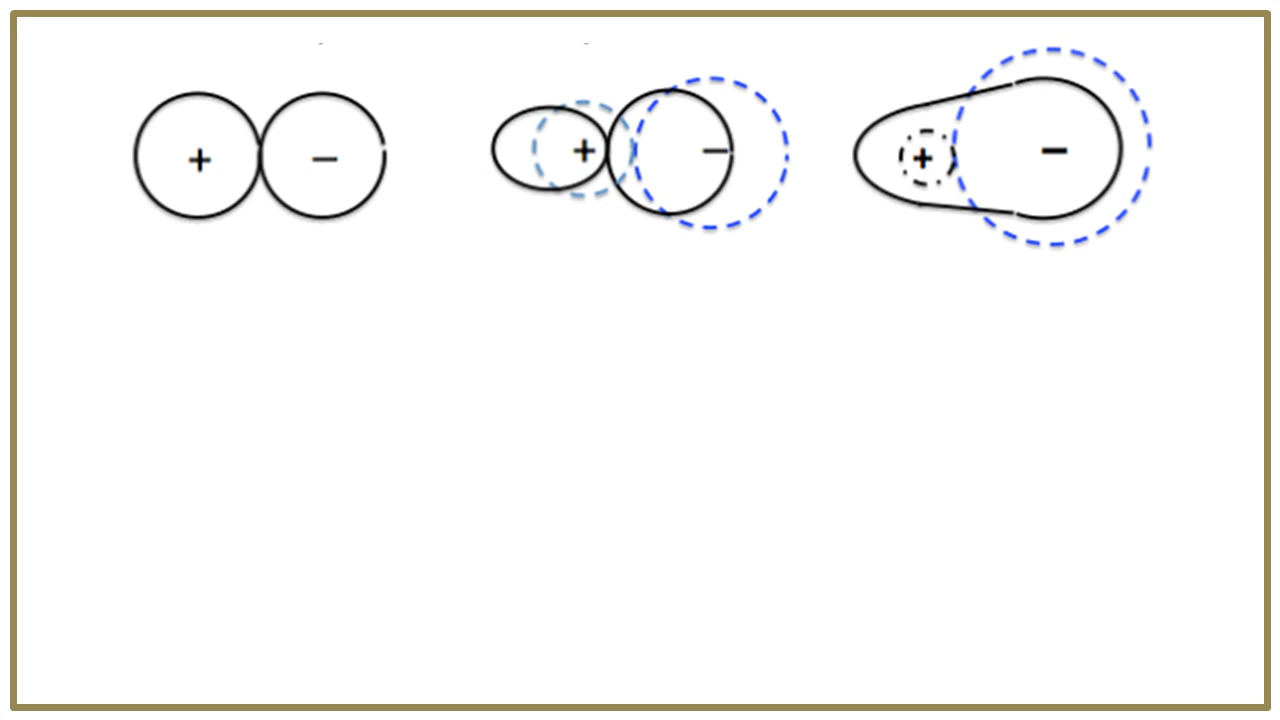 + − + − + −